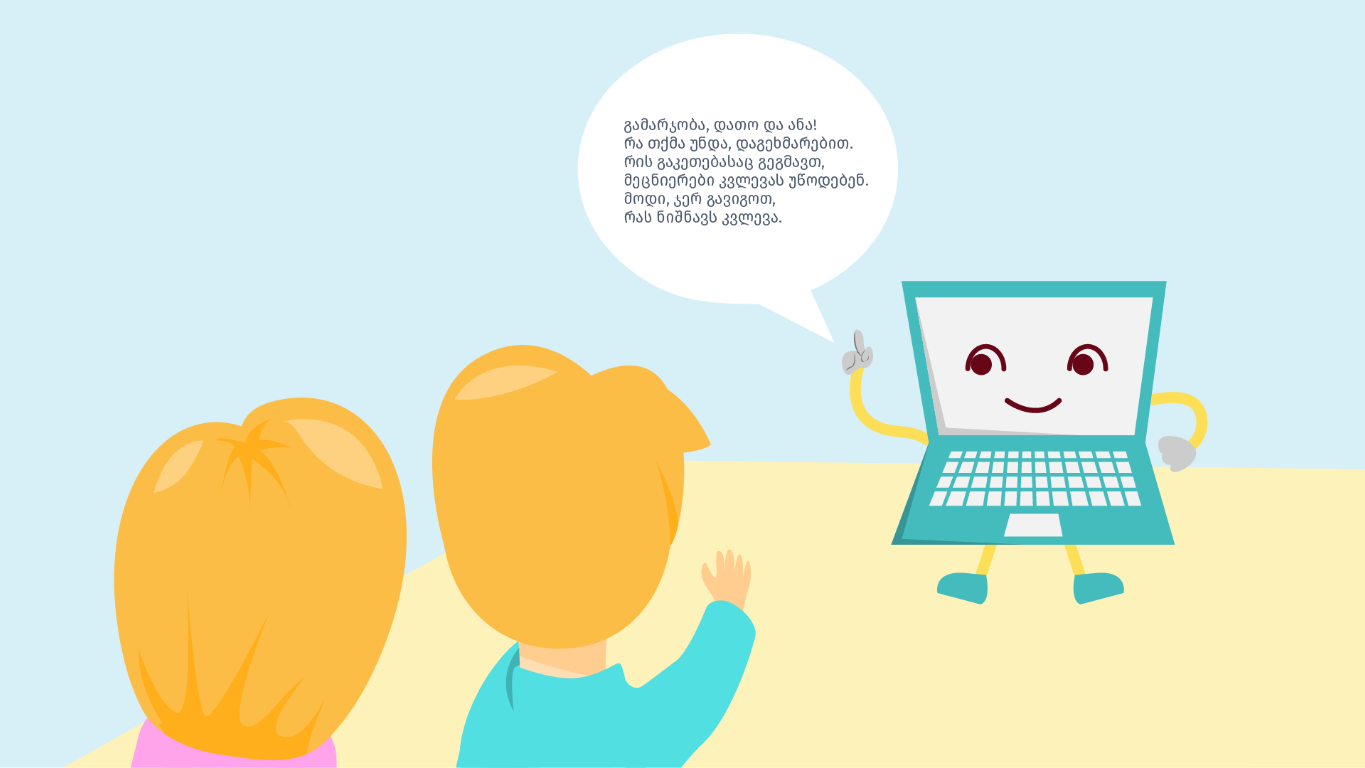 გამარჯობა, დათო და ანა!
რა თქმა უნდა, დაგეხმარებით.
რის გაკეთებასაც გეგმავთ,
მეცნიერები კვლევას უწოდებენ.
მოდი, ჯერ გავიგოთ,
რას ნიშნავს კვლევა.